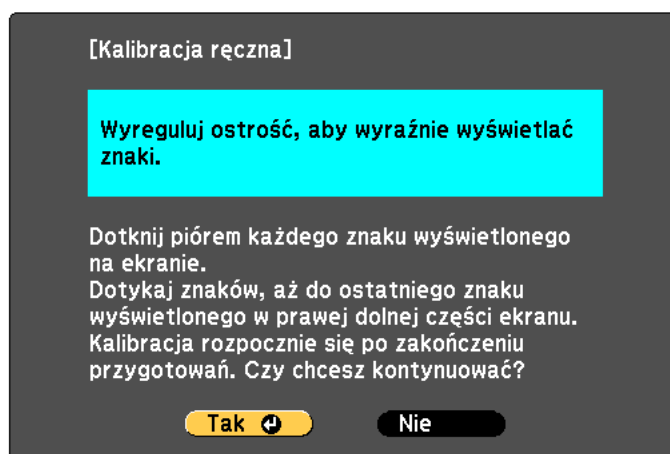 [Kalibracja ręczna]
Wyreguluj ostrość, aby wyraźnie wyświetlać
znaki.
Dotknij piórem każdego znaku wyświetlonego
na ekranie.
Dotykaj znaków, aż do ostatniego znaku
wyświetlonego w prawej dolnej części ekranu.
Kalibracja rozpocznie się po zakończeniu
przygotowań. Czy chcesz kontynuować?
Tak Nie